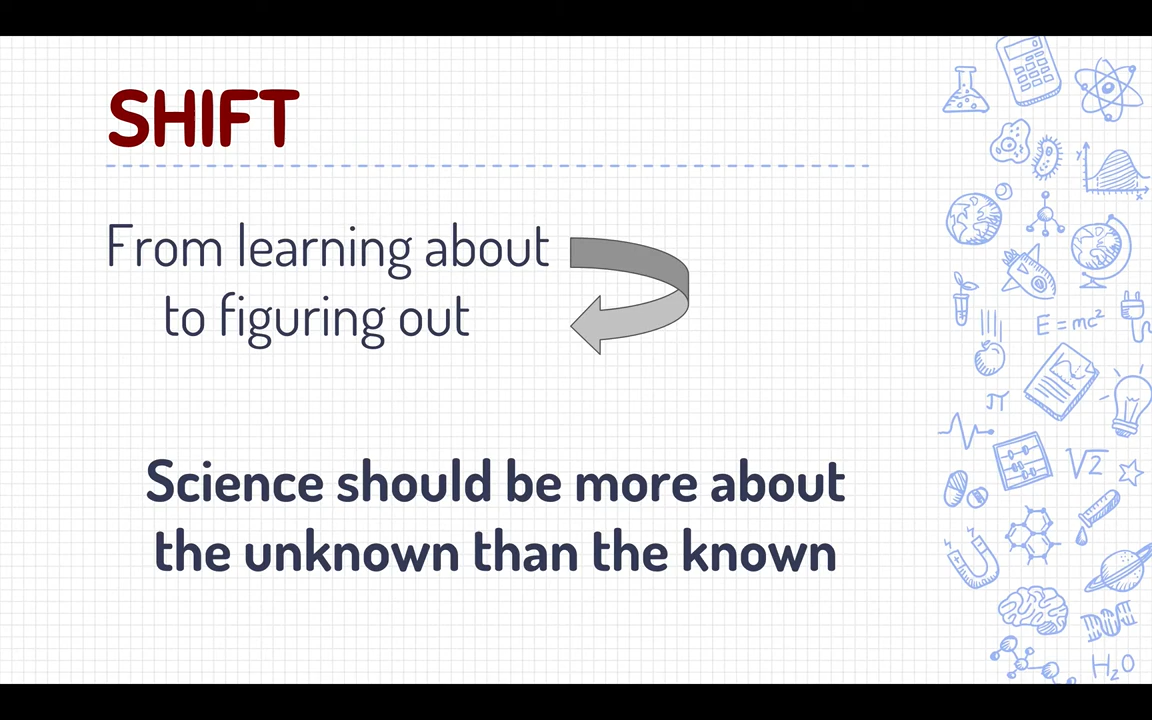 SHIFT
From learning about
to figuring out
Science should be more about
the unknown than the known
y
x
E=mc²
π
√2
H₂O